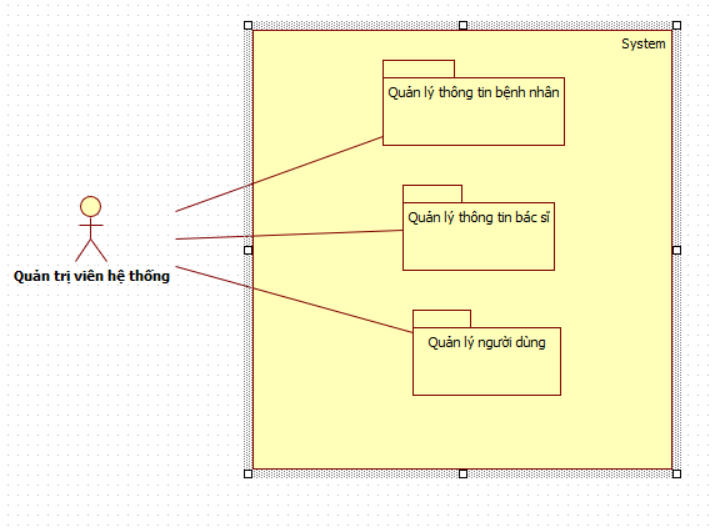 System
Quản lý thông tin bệnh nhân
Quản lý thông tin bác sĩ
Quản trị viên hệ thống
Quản lý người dùng